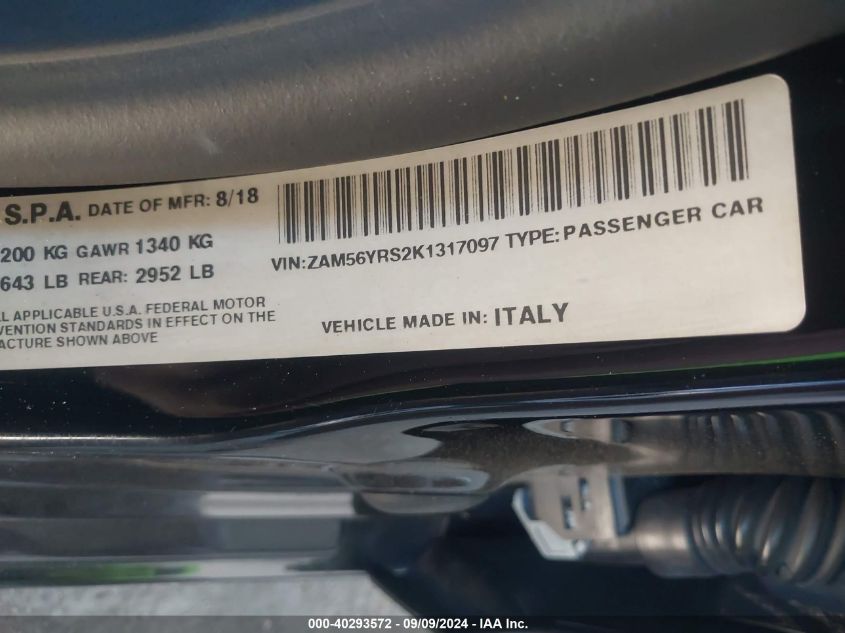 S.P.A. DATE OF MFR: 8/18
200 KG GAWR 1340 KG
643 LB REAR: 2952 LB
APPLICABLE U.S.A. FEDERAL MOTOR
STANDARDS IN EFFECT ON THE
SHOWN ABOVE
VIN:ZAM56YRS2K1317097 TYPE:PASSENGER CAR
VEHICLE MADE IN: ITALY
000-40293572 - 09/09/2024 - Copyright © 2024 - IAA, Inc.